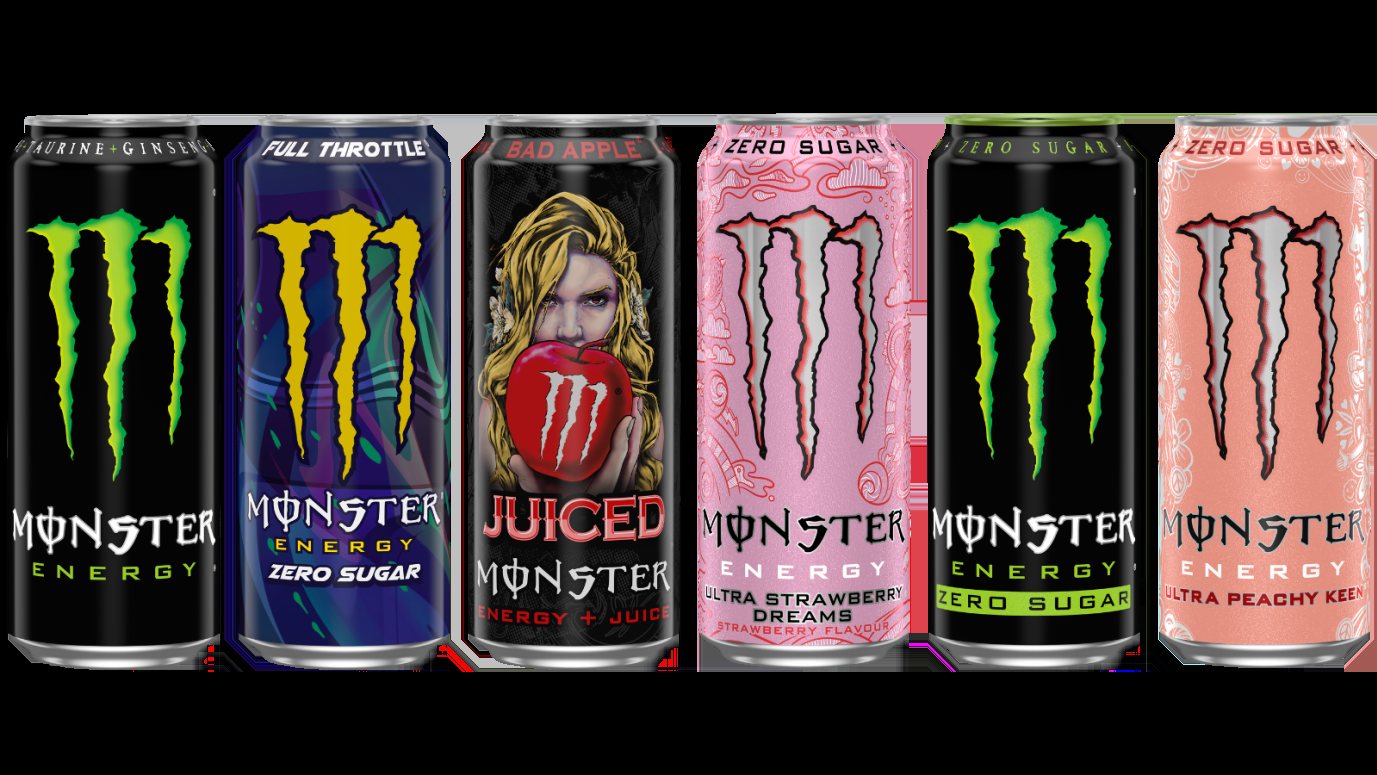 +TAURINE+GINSENG+
MONSTER
ENERGY
FULL THROTTLE
MONSTER
ENERGY
ZERO SUGAR
BAD APPLE
JUICED
MONSTER
ENERGY + JUICE
ZERO SUGAR
MONSTER
ENERGY
ULTRA STRAWBERRY
DREAMS
STRAWBERRY FLAVOUR
ZERO SUGAR
MONSTER
ENERGY
ZERO SUGAR
ZERO SUGAR
MONSTER
ENERGY
ULTRA PEACHY KEEN